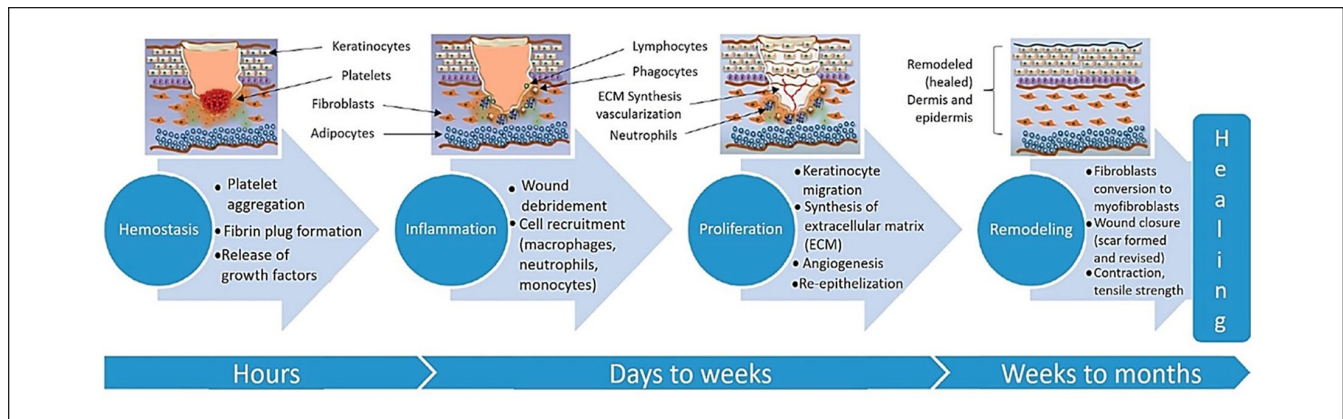 Keratinocytes
Platelets
Fibroblasts
Adipocytes
Lymphocytes
Phagocytes
ECM Synthesis
vascularization
Neutrophils
Remodeled
(healed)
Dermis and
epidermis
Hemostasis
• Platelet
aggregation
• Fibrin plug formation
• Release of
growth factors
Inflammation
• Wound
debridement
• Cell recruitment
(macrophages,
neutrophils,
monocytes)
Proliferation
• Keratinocyte
migration
• Synthesis of
extracellular matrix
(ECM)
• Angiogenesis
• Re-epithelization
Remodeling
• Fibroblasts
conversion to
myofibroblasts
• Wound closure
(scar formed
and revised)
• Contraction,
tensile strength
H
e
a
l
i
n
g
Hours
Days to weeks
Weeks to months